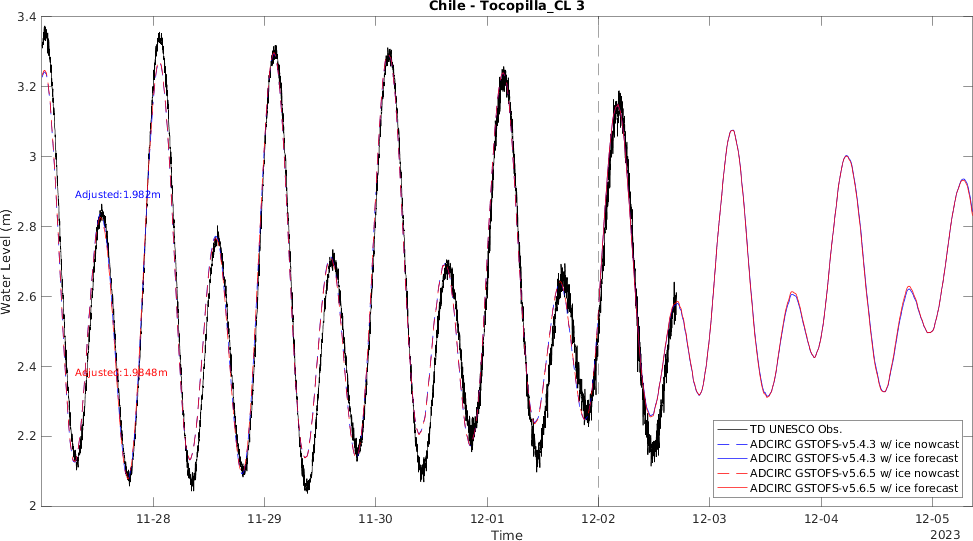 Chile - Tocopilla_CL 3
3.4
3.2
3
2.8
2.6
2.4
2.2
2
Water Level (m)
Adjusted:1.982m
Adjusted:1.9848m
TD UNESCO Obs.
ADCIRC GSTOFS-v5.4.3 w/ ice nowcast
ADCIRC GSTOFS-v5.4.3 w/ ice forecast
ADCIRC GSTOFS-v5.6.5 w/ ice nowcast
ADCIRC GSTOFS-v5.6.5 w/ ice forecast
11-28 11-29 11-30 12-01 12-02 12-03 12-04 12-05
Time
2023